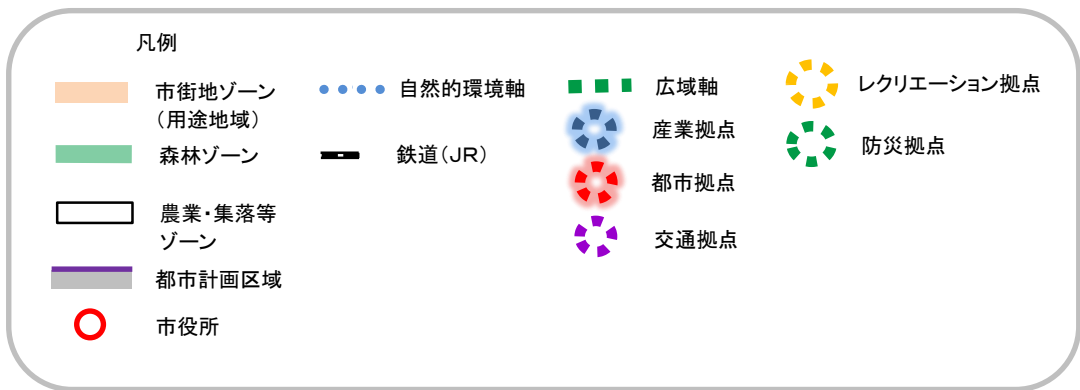 凡例
市街地ゾーン
(用途地域)
森林ゾーン
農業・集落等
ゾーン
都市計画区域
市役所
自然的環境軸
鉄道(JR)
広域軸
産業拠点
都市拠点
交通拠点
レクリエーション拠点
防災拠点